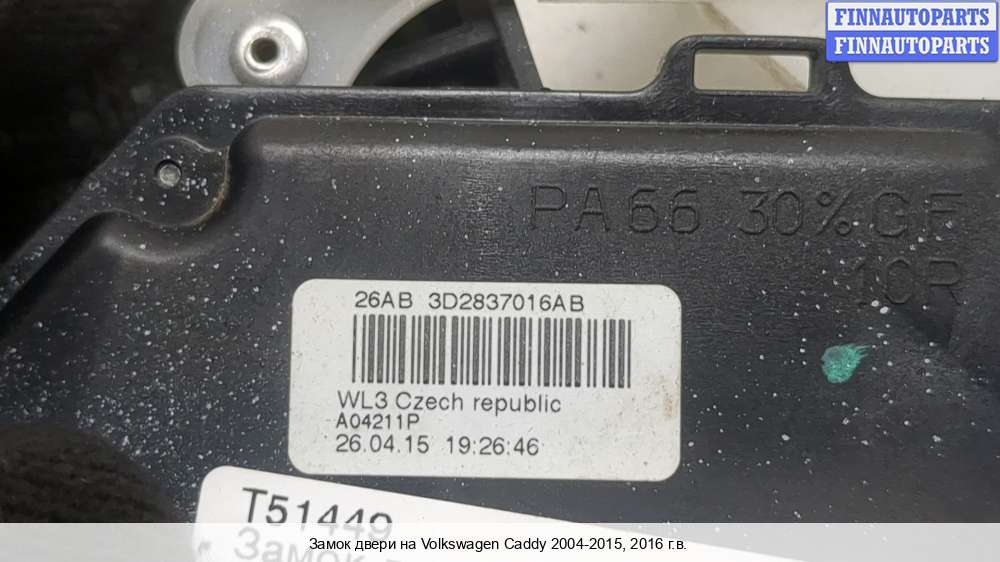 FINNAUTOPARTS
FINNAUTOPARTS
PA66 30%GF
10R
26AB 3D2837016AB
WL3 Czech republic
A04211P
26.04.15 19:26:46
T51449
Замок
Замок двери на Volkswagen Caddy 2004-2015, 2016 г.в.